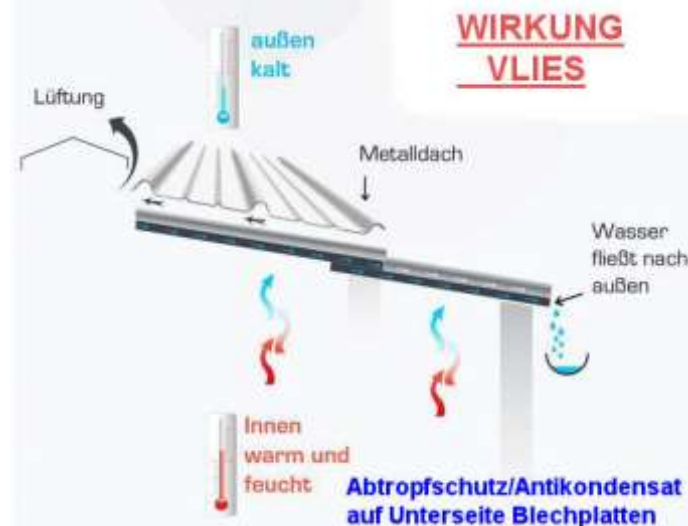 WIRKUNG
VLIES
außen
kalt
Lüftung
Metalldach
Wasser
fließt nach
außen
Innen
warm und
feucht
Abtropfschutz/Antikondensat
auf Unterseite Blechplatten